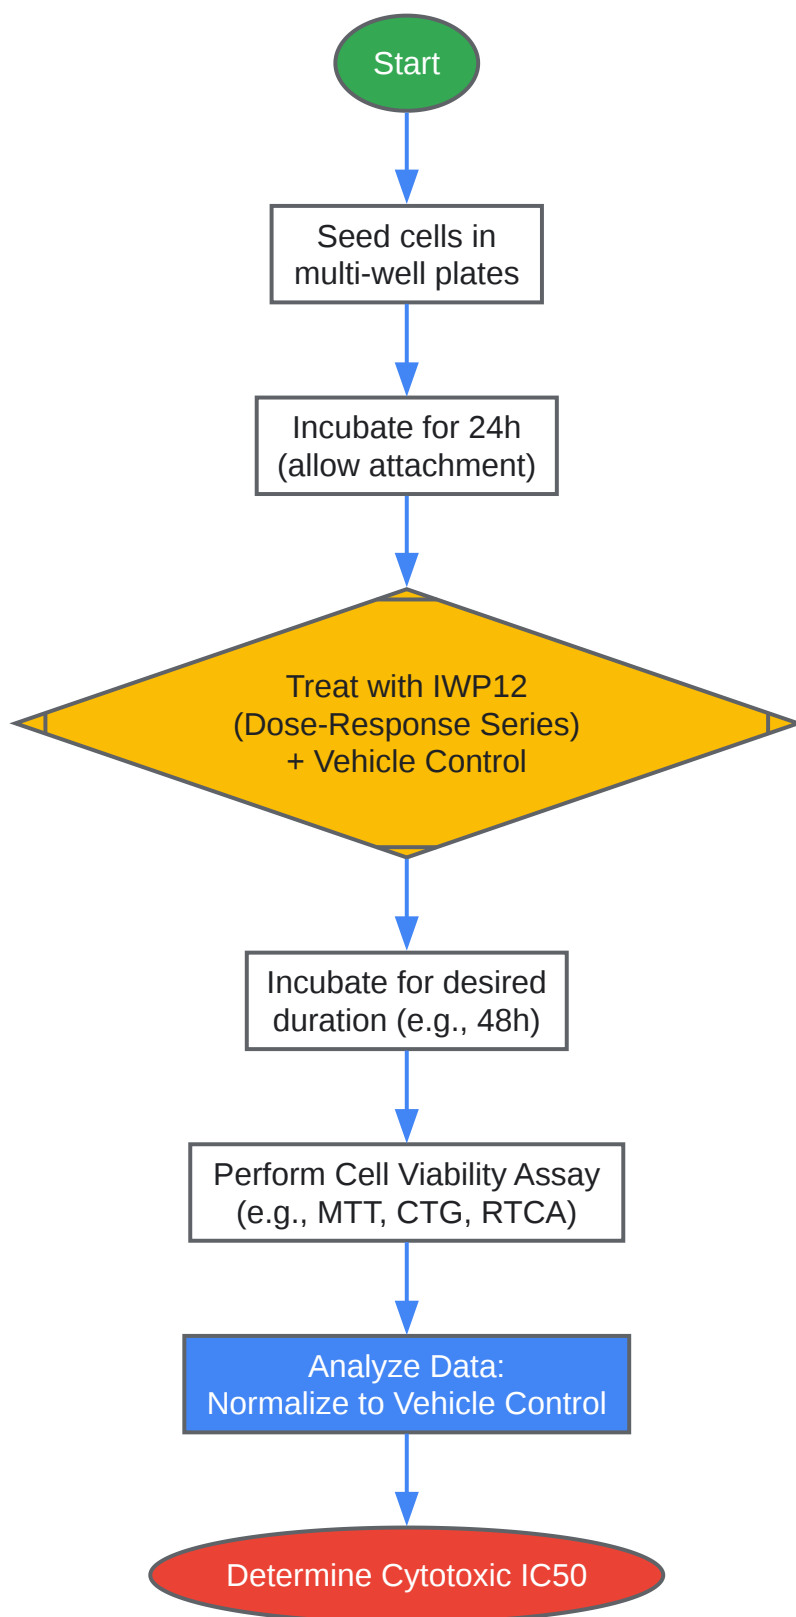 Start
Seed cells in
multi-well plates
Incubate for 24h
(allow attachment)
Treat with IWP12
(Dose-Response Series)
+ Vehicle Control
Incubate for desired
duration (e.g., 48h)
Perform Cell Viability Assay
(e.g., MTT, CTG, RTCA)
Analyze Data:
Normalize to Vehicle Control
Determine Cytotoxic IC50